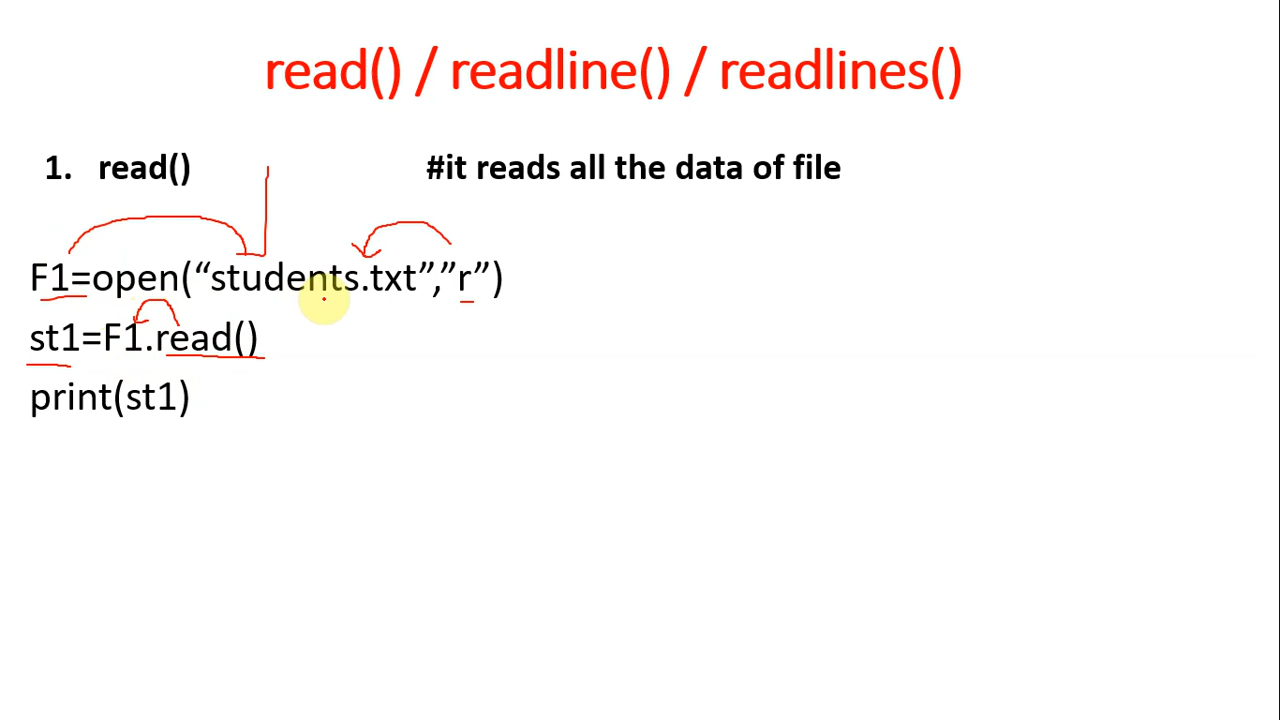 read() / readline() / readlines()
1. read() #it reads all the data of file
F1=open(“students.txt”,”r”)
st1=F1.read()
print(st1)